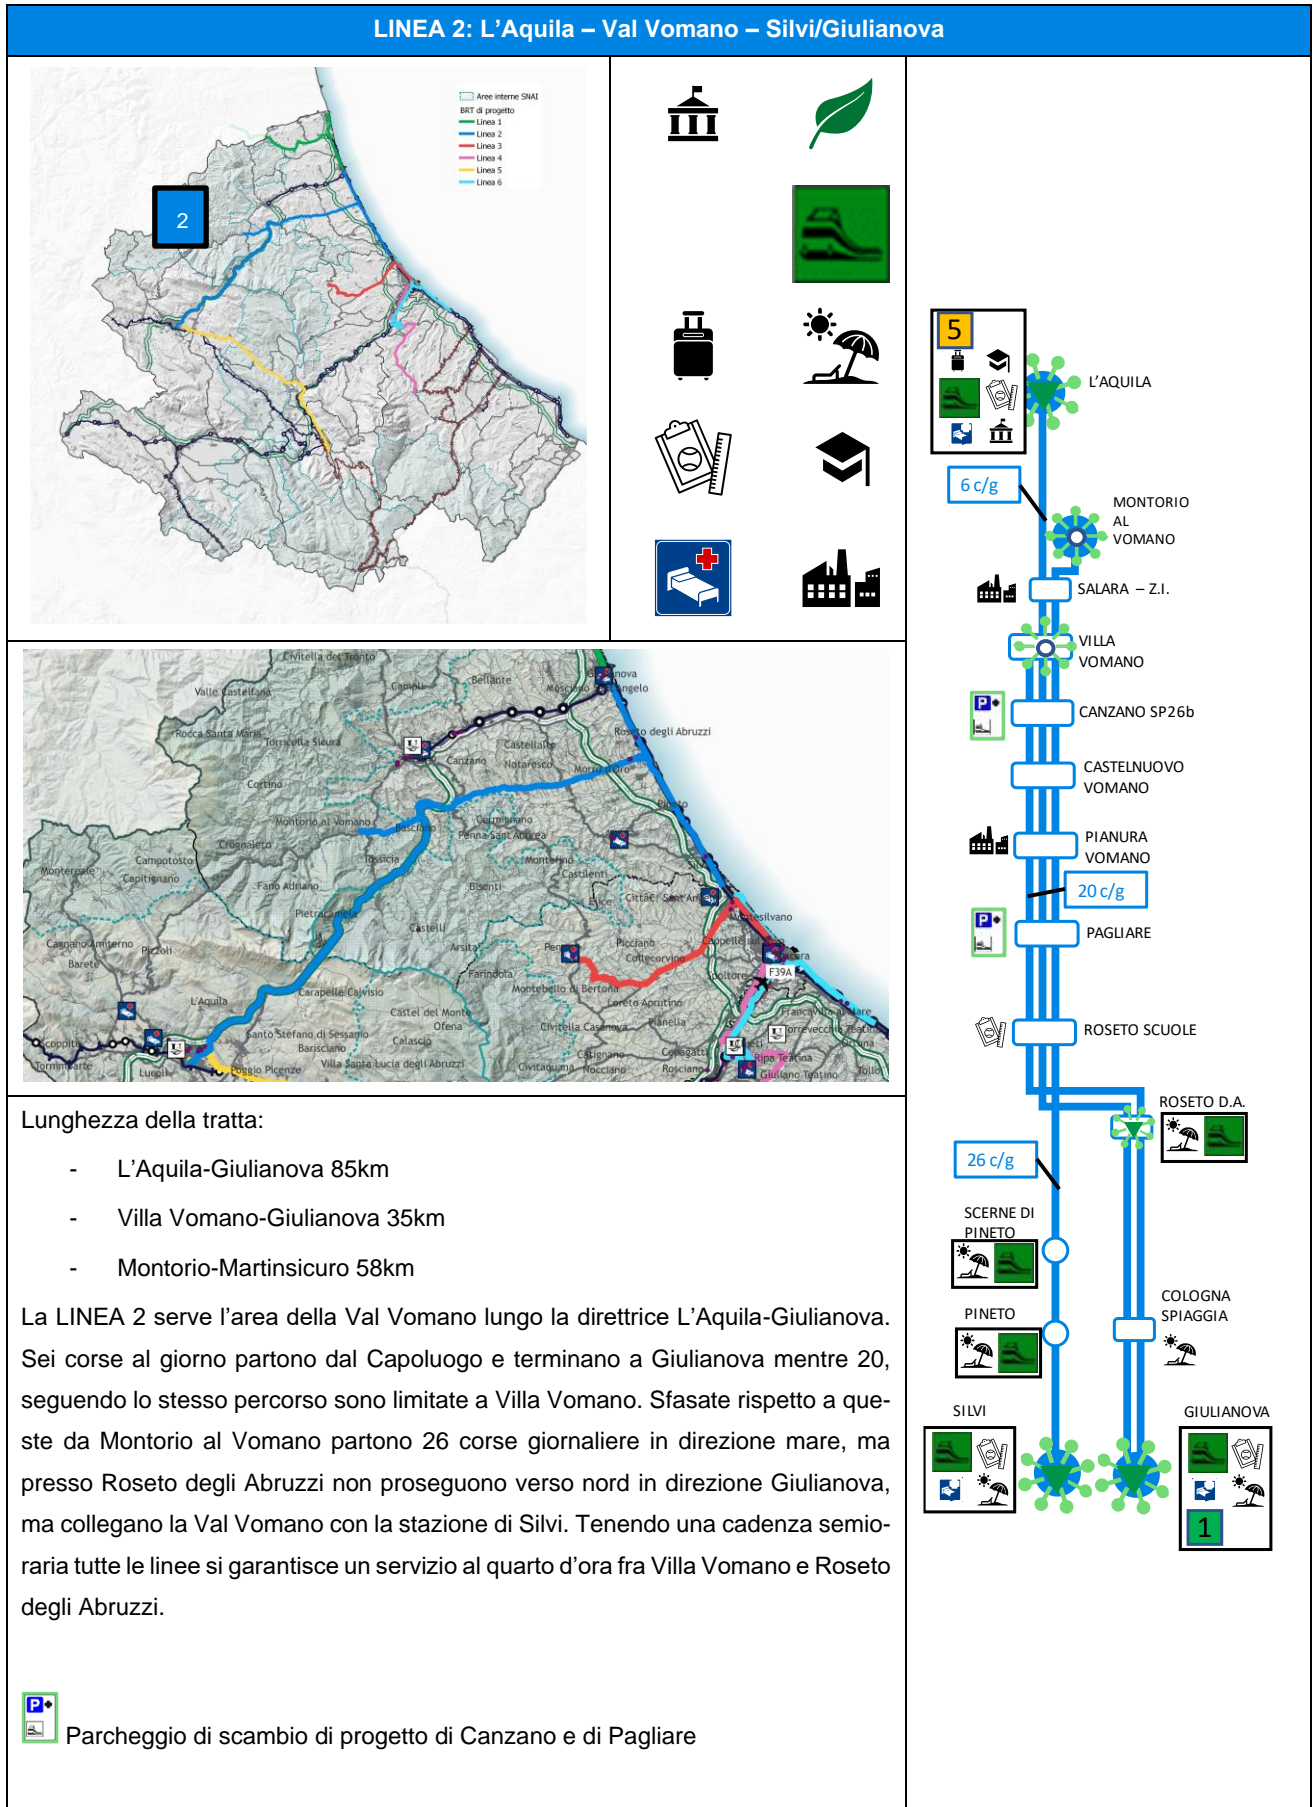 LINEA 2: L'Aquila – Val Vomano – Silvi/Giulianova
Aree interne SNAI
BRT di progetto
Linea 1
Linea 2
Linea 3
Linea 4
Linea 5
Linea 6
2
5
L'AQUILA
6 c/g
MONTORIO
AL
VOMANO
SALARA – Z.I.
VILLA
VOMANO
P
CANZANO SP26b
CASTELNUOVO
VOMANO
PIANURA
VOMANO
20 c/g
P
PAGLIARE
ROSETO SCUOLE
ROSETO D.A.
26 c/g
SCERNE DI
PINETO
PINETO
COLOGNA
SPIAGGIA
SILVI
GIULIANOVA
1
Civitella del Tronto
Valle Castellana
Campli
Bellante
Mosciano Sant'Angelo
Rocca Santa Maria
Torricella Sicura
Roseto degli Abruzzi
Canzano
Castellalto
Notaresco
Morro d'Oro
Cortino
Pineto
Montorio al Vomano
Basciano
Cermignano
Penna Sant'Andrea
Crognaleto
Tossicia
Campotosto
Montereale
Capitignano
Montefino
Castilenti
Fano Adriano
Bisenti
Elice
Pietracamela
Castelli
Montesilvano
Cagnano Amiterno
Pizzoli
Barete
Arsita
Picciano
Collecorvino
Farindola
Spoltore
F39A
L'Aquila
Carapelle Calvisio
Montebello di Bertona
Loreto Aprutino
Castel del Monte
Ofena
Francavilla al Mare
Pianella
Santo Stefano di Sessanio
Civitella Casanova
Torrevecchia Teatina
Barisciano
Calascio
Scoppito
Catignano
Cepagatti
Ripa Teatina
Tornimparte
Lucoli
Poggio Picenze
Villa Santa Lucia degli Abruzzi
Civitaquana
Nocciano
Rosciano
Giuliano Teatino
Tollo
Lunghezza della tratta:
- L'Aquila-Giulianova 85km
- Villa Vomano-Giulianova 35km
- Montorio-Martinsicuro 58km
La LINEA 2 serve l'area della Val Vomano lungo la direttrice L'Aquila-Giulianova.
Sei corse al giorno partono dal Capoluogo e terminano a Giulianova mentre 20,
seguendo lo stesso percorso sono limitate a Villa Vomano. Sfasate rispetto a que-
ste da Montorio al Vomano partono 26 corse giornaliere in direzione mare, ma
presso Roseto degli Abruzzi non proseguono verso nord in direzione Giulianova,
ma collegano la Val Vomano con la stazione di Silvi. Tenendo una cadenza semio-
raria tutte le linee si garantisce un servizio al quarto d'ora fra Villa Vomano e Roseto
degli Abruzzi.
P
Parcheggio di scambio di progetto di Canzano e di Pagliare